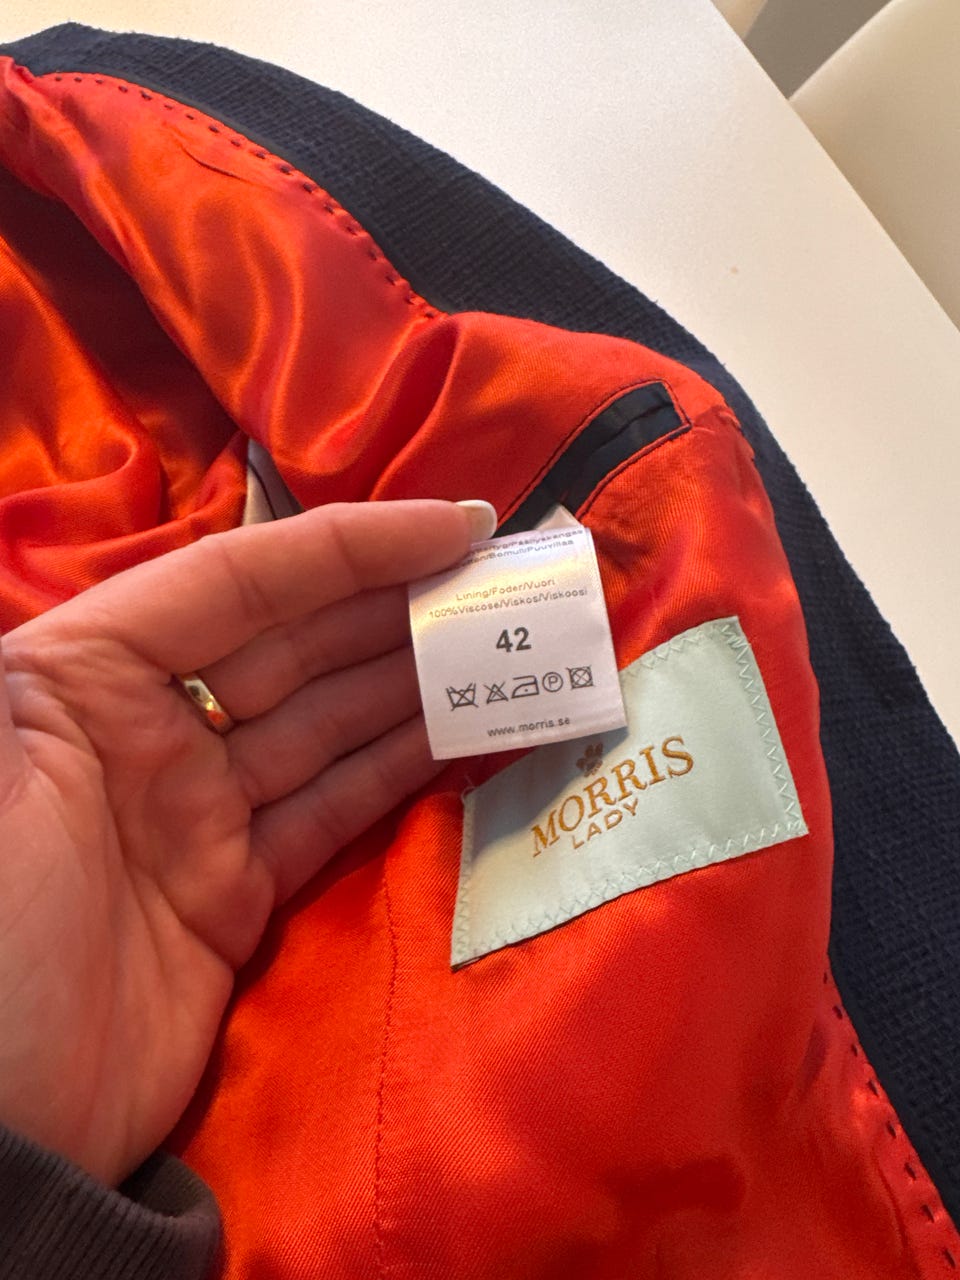 Lining/Foder/Vuori
100%Viscose/Viskos/Viskoosi
42
P
www.morris.se
MORRIS
LADY